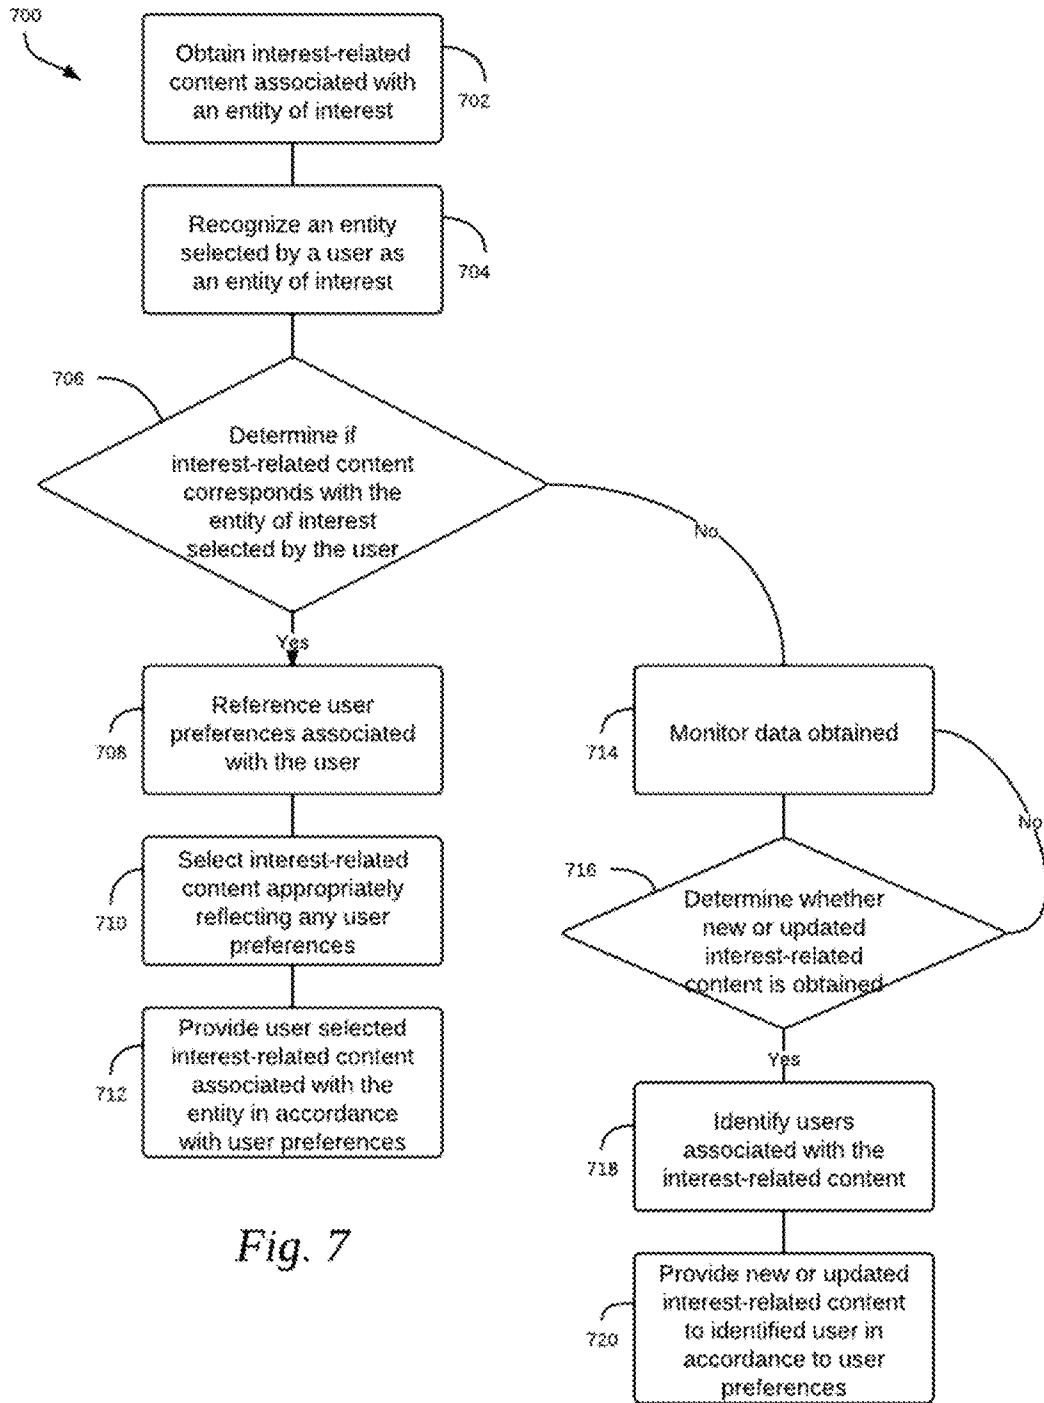 700
Obtain interest-related
content associated with
an entity of interest
702
Recognize an entity
selected by a user as
an entity of interest
704
706
Determine if
interest-related content
corresponds with the
entity of interest
selected by the user
No
Yes
Reference user
preferences associated
with the user
708
Select interest-related
content appropriately
reflecting any user
preferences
710
Provide user selected
interest-related content
associated with the
entity in accordance
with user preferences
712
Monitor data obtained
714
No
716
Determine whether
new or updated
interest-related
content is obtained
Yes
Identify users
associated with the
interest-related content
718
Provide new or updated
interest-related content
to identified user in
accordance to user
preferences
720
Fig. 7